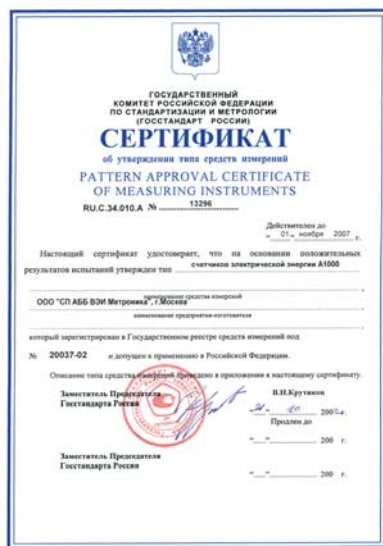 ГОСУДАРСТВЕННЫЙ
КОМИТЕТ РОССИЙСКОЙ ФЕДЕРАЦИИ
ПО СТАНДАРТИЗАЦИИ И МЕТРОЛОГИИ
(ГОССТАНДАРТ РОССИИ)
СЕРТИФИКАТ
об утверждении типа средств измерений
PATTERN APPROVAL CERTIFICATE
OF MEASURING INSTRUMENTS
RU.C.34.010.A № 13296
Действителен до
" 01 " ноября 2007 г.
Настоящий сертификат удостоверяет, что на основании положительных
результатов испытаний утвержден тип счетчиков электрической энергии А1000
наименование средства измерений
ООО "СП АББ ВЭИ Метроника", г.Москва
наименование предприятия-изготовителя
который зарегистрирован в Государственном реестре средств измерений под
№ 20037-02 и допущен к применению в Российской Федерации.
Описание типа средства измерений приведено в приложении к настоящему сертификату.
Заместитель Председателя
Госстандарта России
В.Н.Крутиков
10 2002г.
Продлен до
" " 200 г.
Заместитель Председателя
Госстандарта России
" " 200 г.